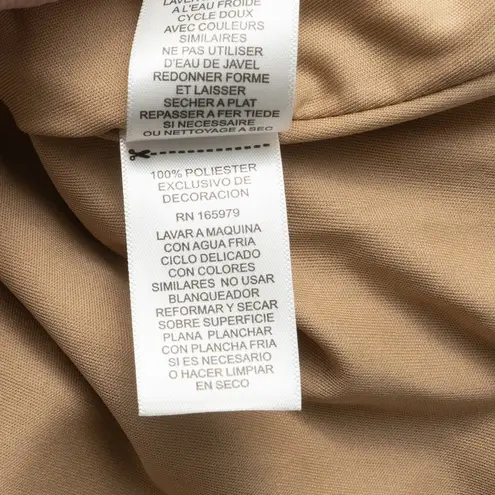 LAVER A
A L'EAU FROIDE
CYCLE DOUX
AVEC COULEURS
SIMILAIRES
NE PAS UTILISER
D'EAU DE JAVEL
REDONNER FORME
ET LAISSER
SECHER A PLAT
REPASSER A FER TIEDE
SI NECESSAIRE
OU NETTOYAGE A SEC
100% POLIESTER
EXCLUSIVO DE
DECORACION
RN 165979
LAVAR A MAQUINA
CON AGUA FRIA
CICLO DELICADO
CON COLORES
SIMILARES NO USAR
BLANQUEADOR
REFORMAR Y SECAR
SOBRE SUPERFICIE
PLANA PLANCHAR
CON PLANCHA FRIA
SI ES NECESARIO
O HACER LIMPIAR
EN SECO